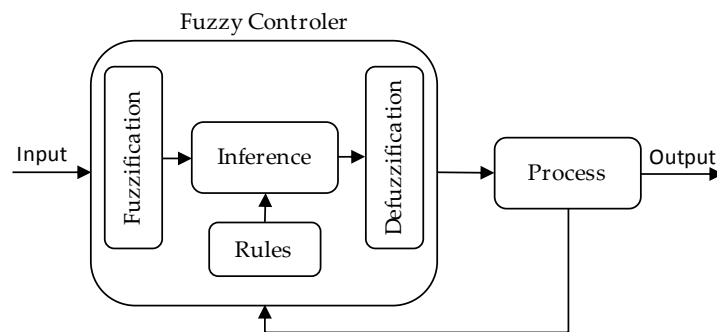 Fuzzy Controler
Input
Fuzzification
Inference
Rules
Defuzzification
Process
Output